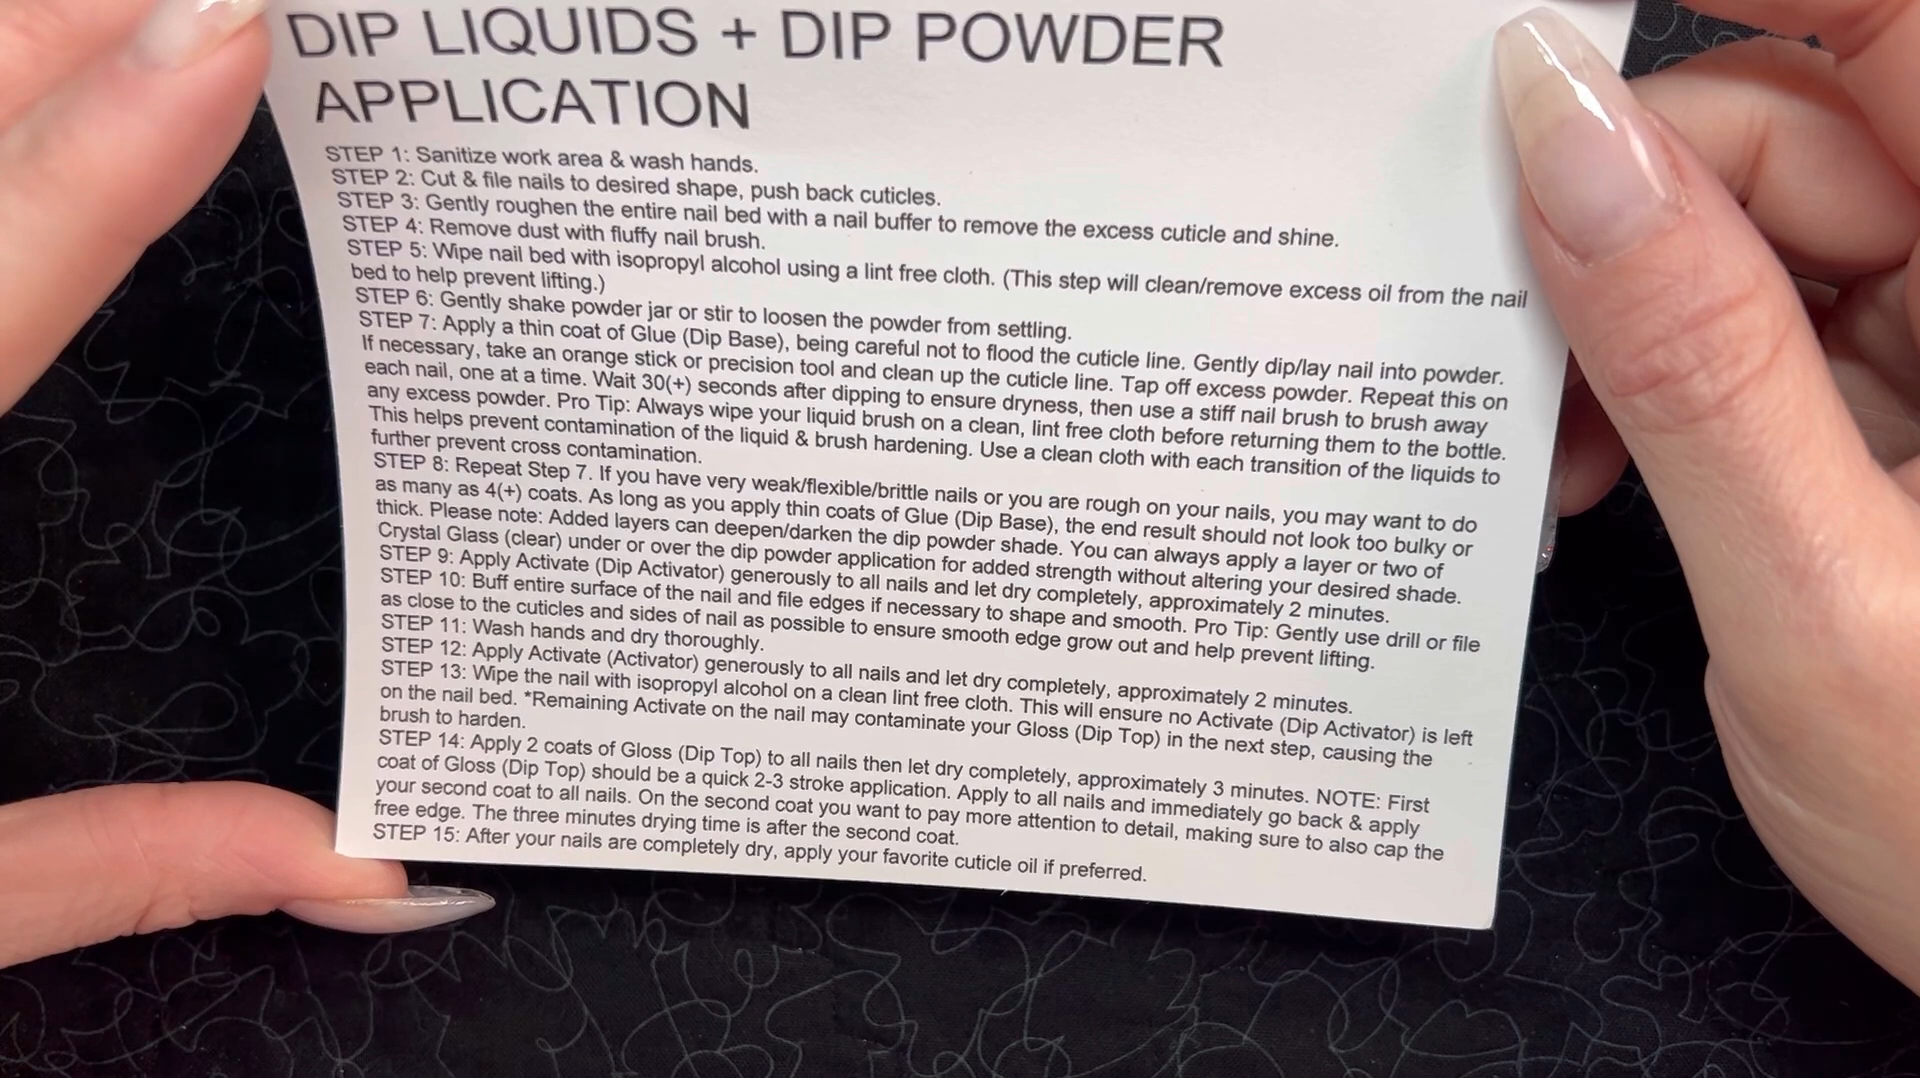 DIP LIQUIDS + DIP POWDER
APPLICATION
STEP 1: Sanitize work area & wash hands.
STEP 2: Cut & file nails to desired shape, push back cuticles.
STEP 3: Gently roughen the entire nail bed with a nail buffer to remove the excess cuticle and shine.
STEP 4: Remove dust with fluffy nail brush.
STEP 5: Wipe nail bed with isopropyl alcohol using a lint free cloth. (This step will clean/remove excess oil from the nail
bed to help prevent lifting.)
STEP 6: Gently shake powder jar or stir to loosen the powder from settling.
STEP 7: Apply a thin coat of Glue (Dip Base), being careful not to flood the cuticle line. Gently dip/lay nail into powder.
If necessary, take an orange stick or precision tool and clean up the cuticle line. Tap off excess powder. Repeat this on
each nail, one at a time. Wait 30(+) seconds after dipping to ensure dryness, then use a stiff nail brush to brush away
any excess powder. Pro Tip: Always wipe your liquid brush on a clean, lint free cloth before returning them to the bottle.
This helps prevent contamination of the liquid & brush hardening. Use a clean cloth with each transition of the liquids to
further prevent cross contamination.
STEP 8: Repeat Step 7. If you have very weak/flexible/brittle nails or you are rough on your nails, you may want to do
as many as 4(+) coats. As long as you apply thin coats of Glue (Dip Base), the end result should not look too bulky or
thick. Please note: Added layers can deepen/darken the dip powder shade. You can always apply a layer or two of
Crystal Glass (clear) under or over the dip powder application for added strength without altering your desired shade.
STEP 9: Apply Activate (Dip Activator) generously to all nails and let dry completely, approximately 2 minutes.
STEP 10: Buff entire surface of the nail and file edges if necessary to shape and smooth. Pro Tip: Gently use drill or file
as close to the cuticles and sides of nail as possible to ensure smooth edge grow out and help prevent lifting.
STEP 11: Wash hands and dry thoroughly.
STEP 12: Apply Activate (Activator) generously to all nails and let dry completely, approximately 2 minutes.
STEP 13: Wipe the nail with isopropyl alcohol on a clean lint free cloth. This will ensure no Activate (Dip Activator) is left
on the nail bed. *Remaining Activate on the nail may contaminate your Gloss (Dip Top) in the next step, causing the
brush to harden.
STEP 14: Apply 2 coats of Gloss (Dip Top) to all nails then let dry completely, approximately 3 minutes. NOTE: First
coat of Gloss (Dip Top) should be a quick 2-3 stroke application. Apply to all nails and immediately go back & apply
your second coat to all nails. On the second coat you want to pay more attention to detail, making sure to also cap the
free edge. The three minutes drying time is after the second coat.
STEP 15: After your nails are completely dry, apply your favorite cuticle oil if preferred.